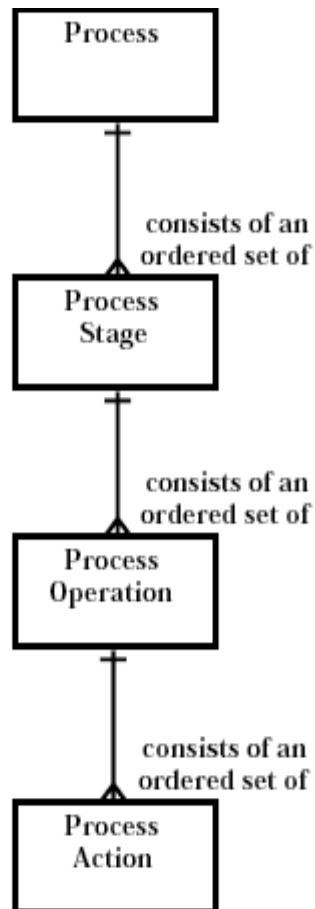 Process
consists of an
ordered set of
Process
Stage
consists of an
ordered set of
Process
Operation
consists of an
ordered set of
Process
Action